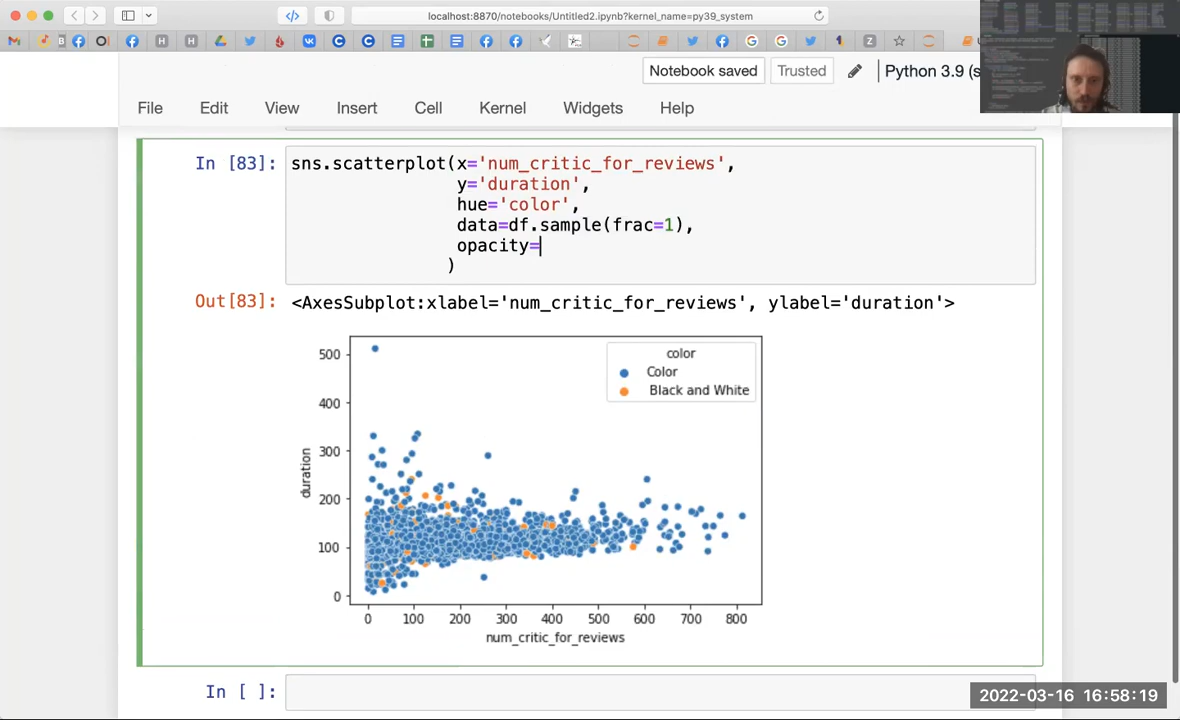 localhost:8870/notebooks/Untitled2.ipynb?kernel_name=py39_system
Notebook saved
Trusted
Python 3.9 (s
File Edit View Insert Cell Kernel Widgets Help
In [83]:
sns.scatterplot(x='num_critic_for_reviews',
y='duration',
hue='color',
data=df.sample(frac=1),
opacity=
)
Out[83]:
<AxesSubplot:xlabel='num_critic_for_reviews', ylabel='duration'>
color
Color
Black and White
500
400
300
200
100
0
duration
0 100 200 300 400 500 600 700 800
num_critic_for_reviews
In [ ]:
2022-03-16 16:58:19